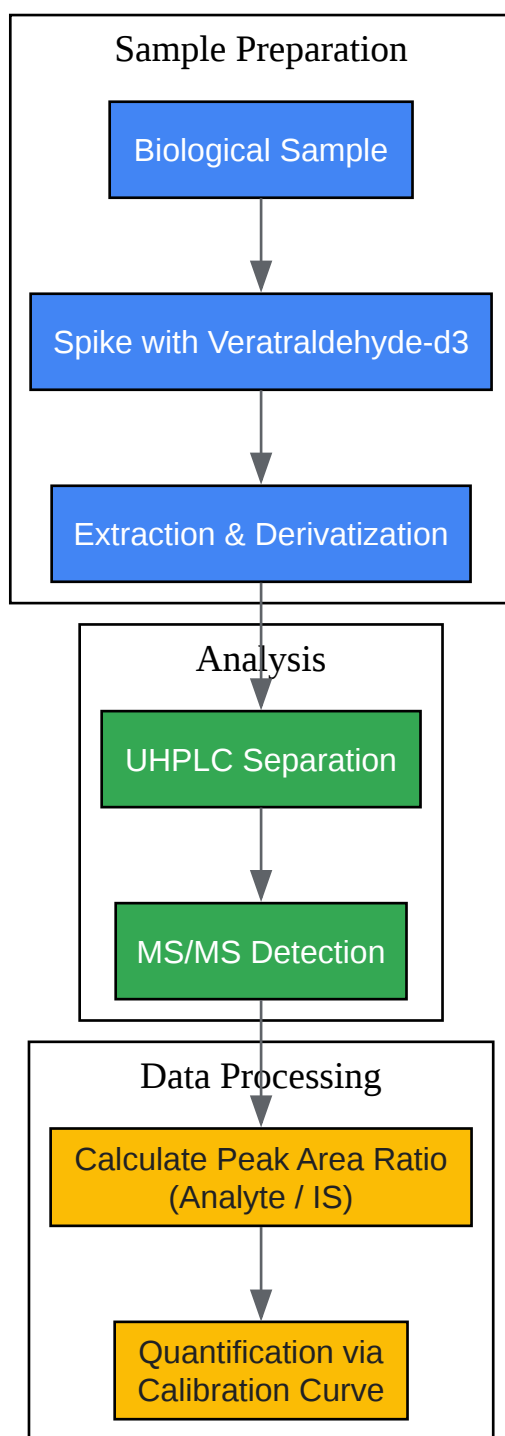 Sample Preparation
Biological Sample
Spike with Veratraldehyde-d3
Extraction & Derivatization
Analysis
UHPLC Separation
MS/MS Detection
Data Processing
Calculate Peak Area Ratio
(Analyte / IS)
Quantification via
Calibration Curve